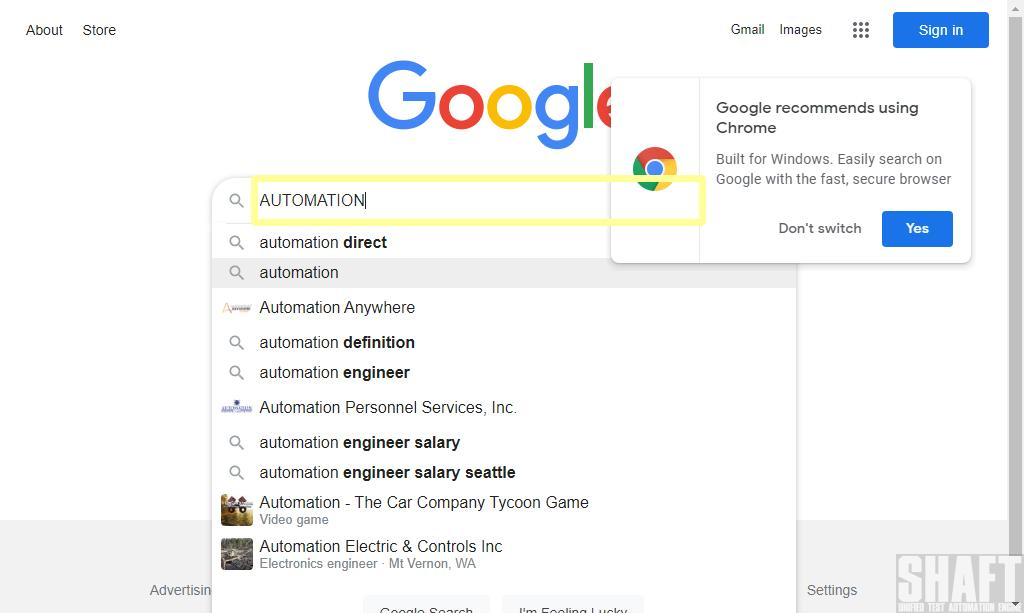 About Store
Gmail Images
Sign in
Google
Google recommends using
Chrome
Built for Windows. Easily search on
Google with the fast, secure browser
Don't switch
Yes
AUTOMATION
automation direct
automation
Automation Anywhere
automation definition
automation engineer
Automation Personnel Services, Inc.
automation engineer salary
automation engineer salary seattle
Automation - The Car Company Tycoon Game
Video game
Automation Electric & Controls Inc
Electronics engineer · Mt Vernon, WA
Advertisin
Settings
Google Search
I'm Feeling Lucky
SHAFT
UNIFIED TEST AUTOMATION ENGI